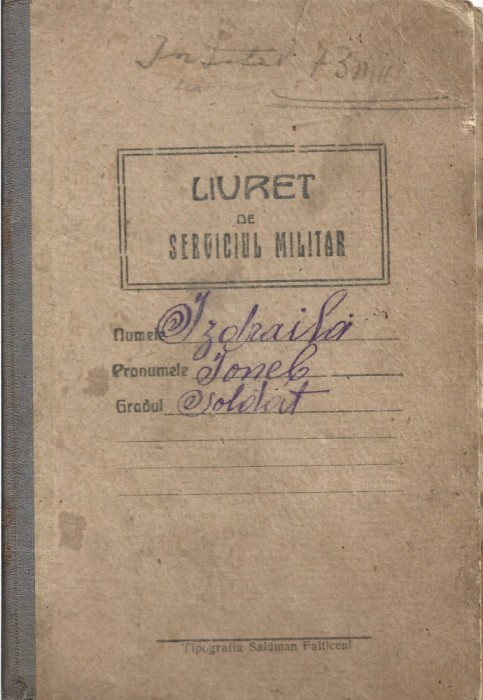 LIVRET
DE
SERVICIUL MILITAR
Numele Izdraila
Pronumele Ionel
Gradul Soldat
Tipografia Saidman Falticeni